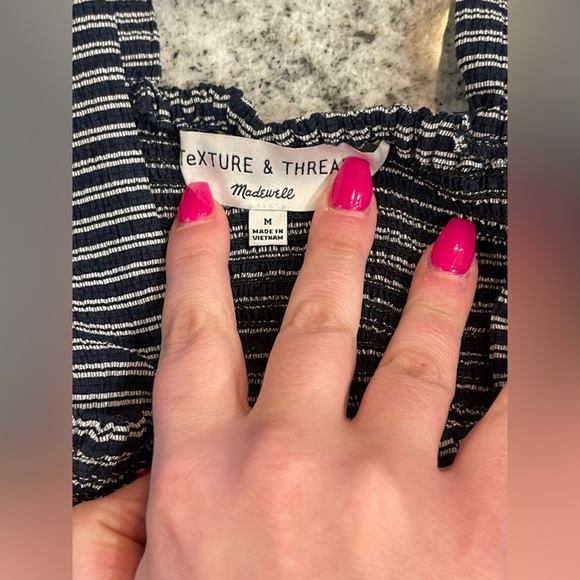 TeXTURE & THREA
Madewell
M
MADE IN
VIETNAM